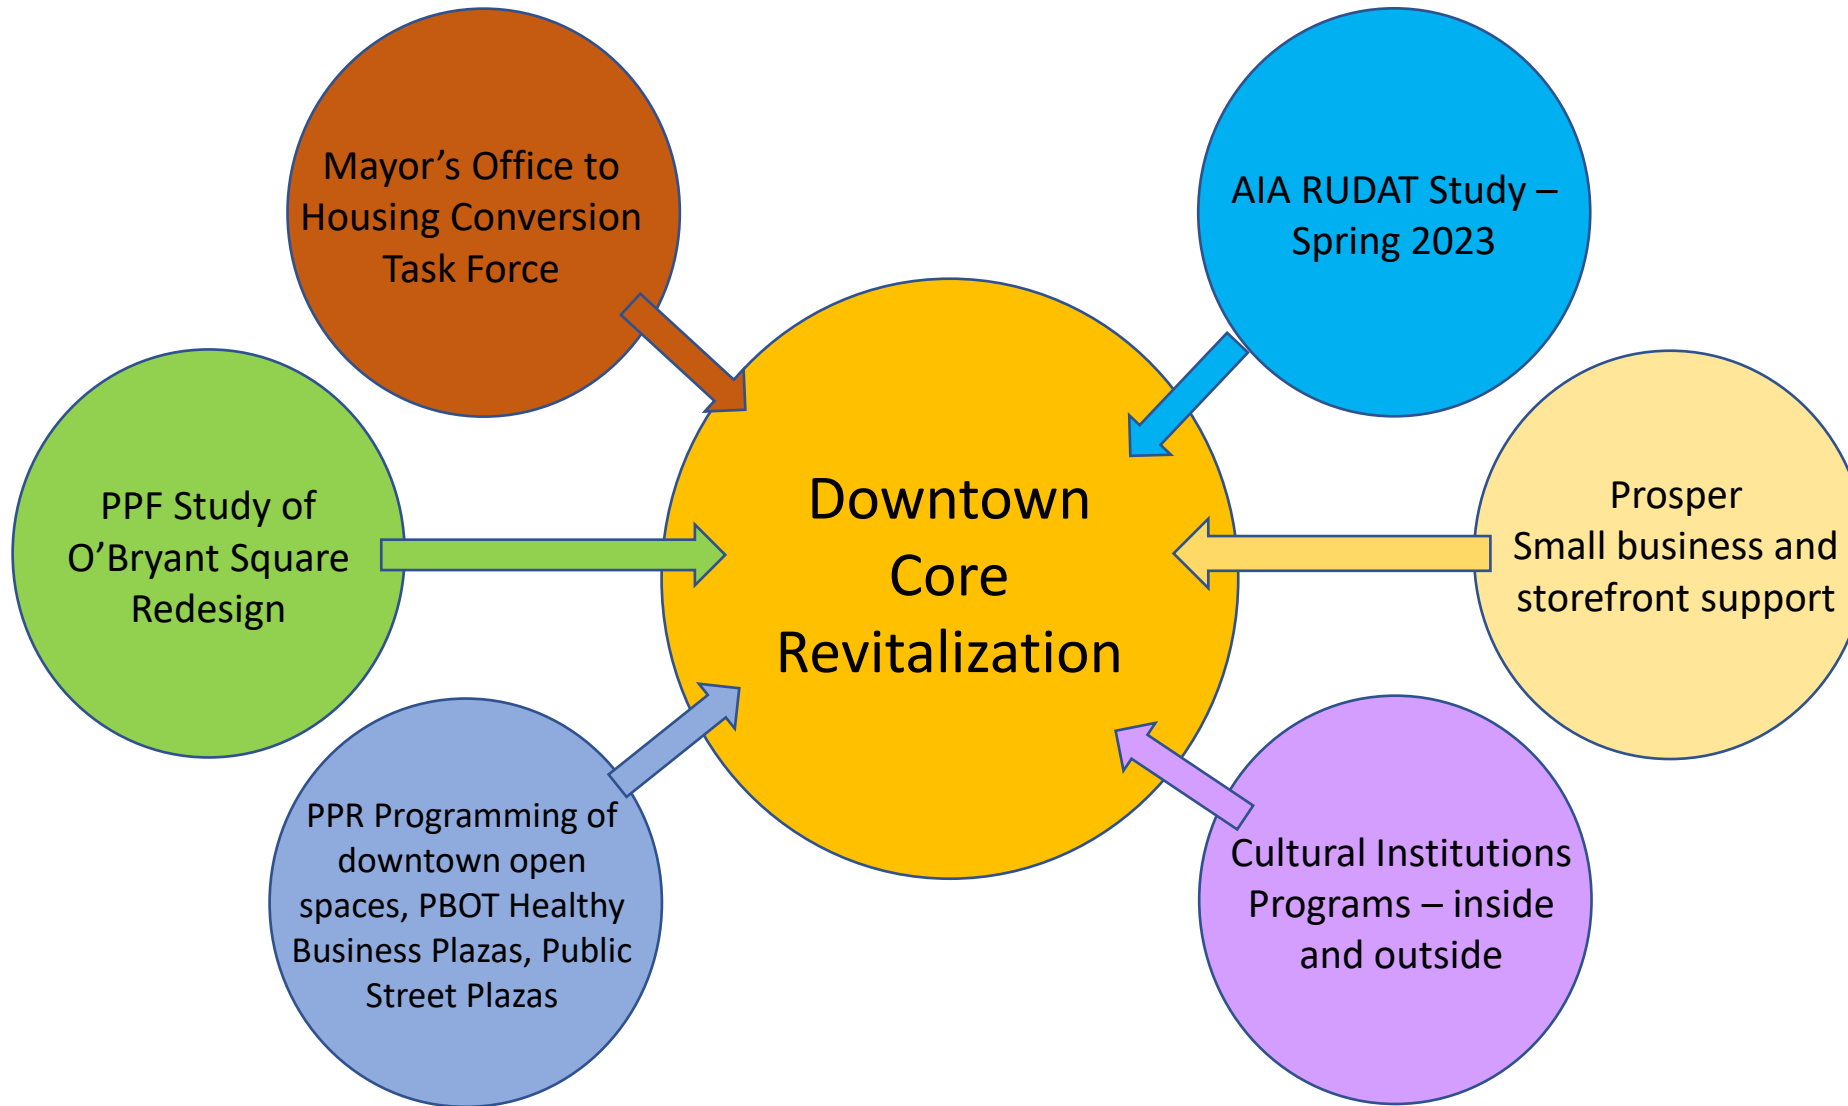 Mayor’s Office to
Housing Conversion
Task Force
AIA RUDAT Study –
Spring 2023
PPF Study of
O’Bryant Square
Redesign
Downtown
Core
Revitalization
Prosper
Small business and
storefront support
PPR Programming of
downtown open
spaces, PBOT Healthy
Business Plazas, Public
Street Plazas
Cultural Institutions
Programs – inside
and outside